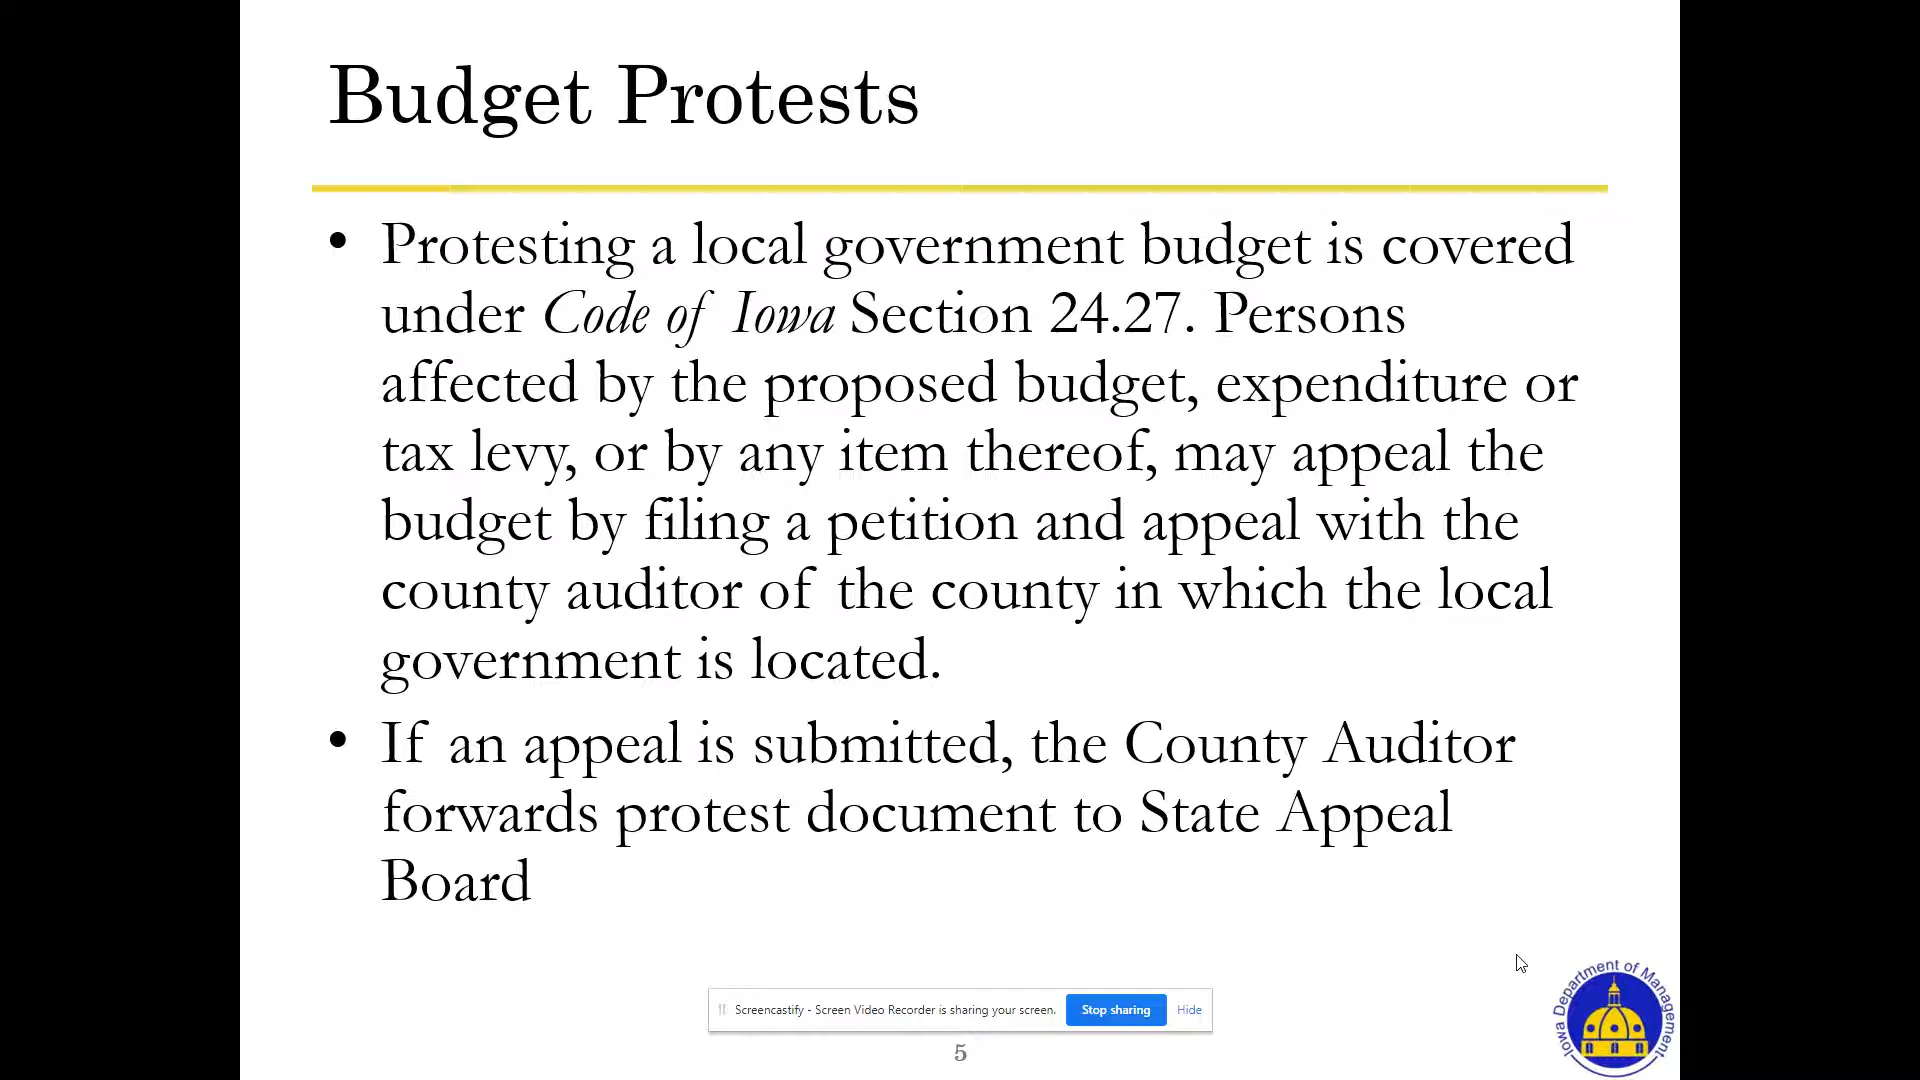 Budget Protests
• Protesting a local government budget is covered
under Code of Iowa Section 24.27. Persons
affected by the proposed budget, expenditure or
tax levy, or by any item thereof, may appeal the
budget by filing a petition and appeal with the
county auditor of the county in which the local
government is located.
• If an appeal is submitted, the County Auditor
forwards protest document to State Appeal
Board
Screencastify - Screen Video Recorder is sharing your screen. Stop sharing Hide
5
Iowa Department of Management